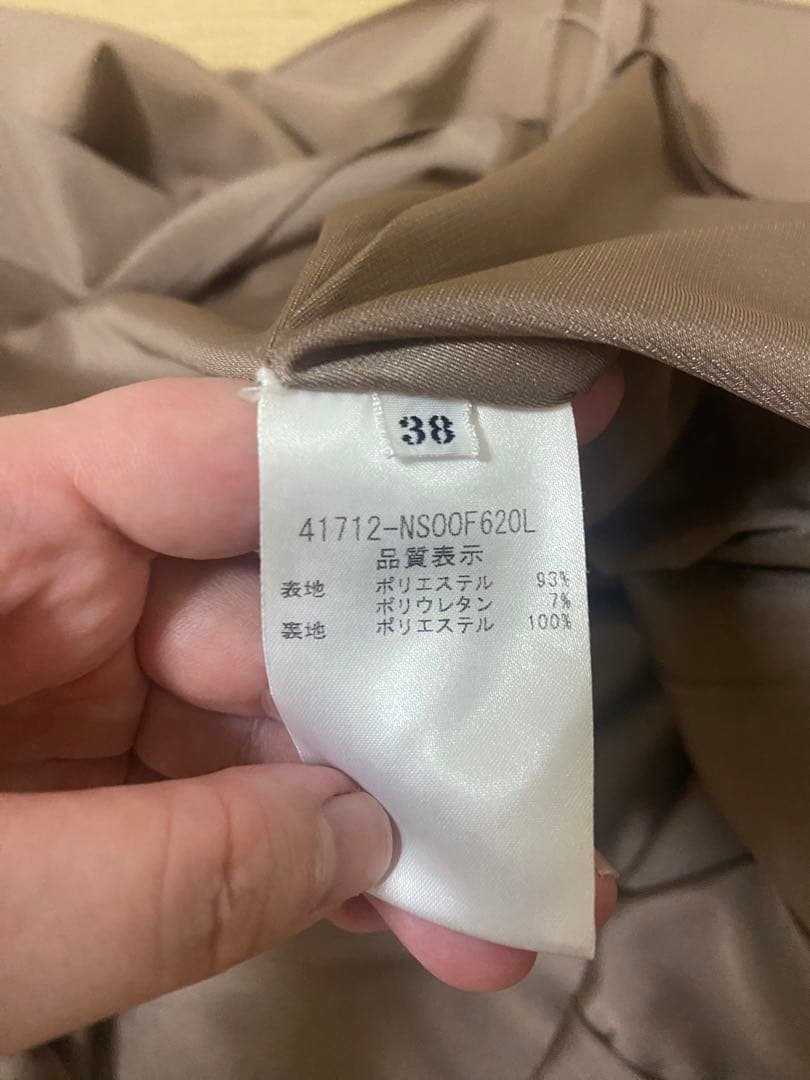 38
41712-NS00F620L
品質表示
表地 ポリエステル 93%
ポリウレタン 7%
裏地 ポリエステル 100%